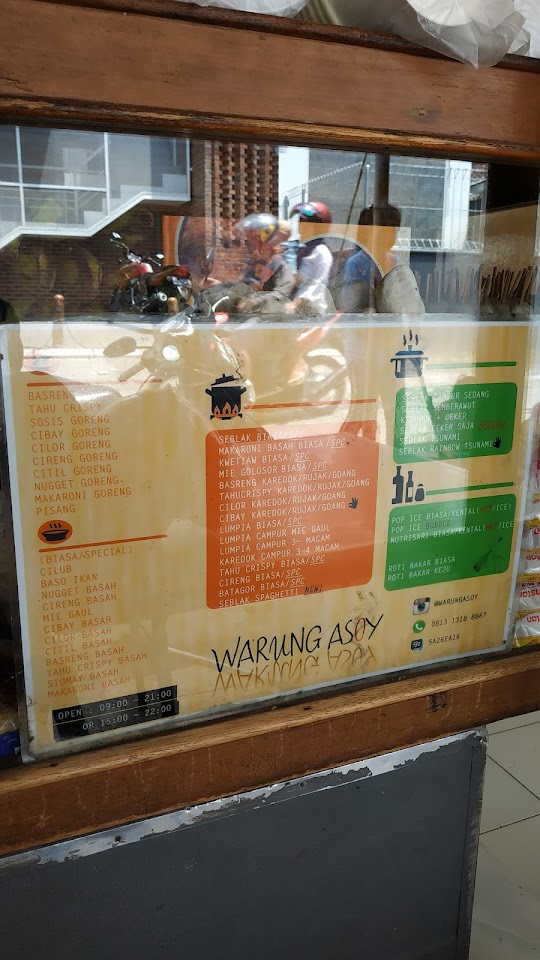 BASRENG
TAHU CRISPY
SOSIS GORENG
CIBAY GORENG
CILOR GORENG
CIRENG GORENG
CITIL GORENG
NUGGET GORENG
MAKARONI GORENG
PISANG
(BIASA/SPECIAL)
CILUB
BASO IKAN
NUGGET BASAH
CIRENG BASAH
MIE GAUL
CIBAY BASAH
CILOR BASAH
CITIL BASAH
BASRENG BASAH
TAHU CRISPY BASAH
SIOMAY BASAH
MAKARONI BASAH
OPEN : 09:00 - 21:00
OR 15:00 - 22:00
SEBLAK BIASA/SPC
MAKARONI BASAH BIASA/SPC
KWETIAW BIASA/SPC
MIE GOLOSOR BIASA/SPC
BASRENG KAREDOK/RUJAK/GOANG
TAHUCRISPY KAREDOK/RUJAK/GOANG
CILOR KAREDOK/RUJAK/GOANG
CIBAY KAREDOK/RUJAK/GOANG
LUMPIA BIASA/SPC
LUMPIA CAMPUR MIE GAUL
LUMPIA CAMPUR 3- MACAM
KAREDOK CAMPUR 3-4 MACAM
TAHU CRISPY BIASA/SPC
CIRENG BIASA/SPC
BATAGOR BIASA/SPC
SEBLAK SPAGHETTI NEW!
WARUNG ASOY
SEBLAK CAMPUR SEDANG
SEBLAK SEMBERAWUT
KERUPUK + CEKER
SEBLAK CEKER SAJA
SEBLAK TSUNAMI
SEBLAK RAINBOW TSUNAMI
POP ICE BIASA/KENTAL(/ICE)
POP ICE BUBBLE
NUTRISARI BIASA/KENTAL(/ICE
ROTI BAKAR BIASA
ROTI BAKAR KEJU
@WARUNGASOY
0813 1318 8867
5A26FA16